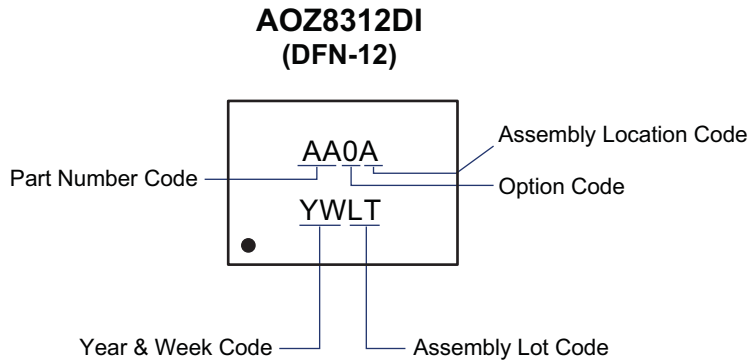 AOZ8312DI
(DFN-12)
AA0A
Assembly Location Code
Part Number Code
Option Code
YWLT
Year & Week Code
Assembly Lot Code